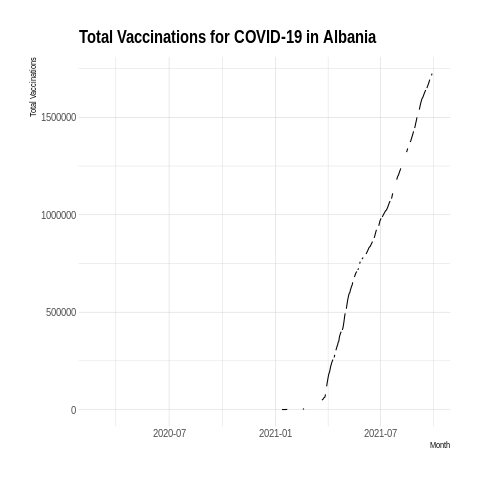 Total Vaccinations for COVID-19 in Albania
Total Vaccinations
1500000
1000000
500000
0
2020-07
2021-01
2021-07
Month